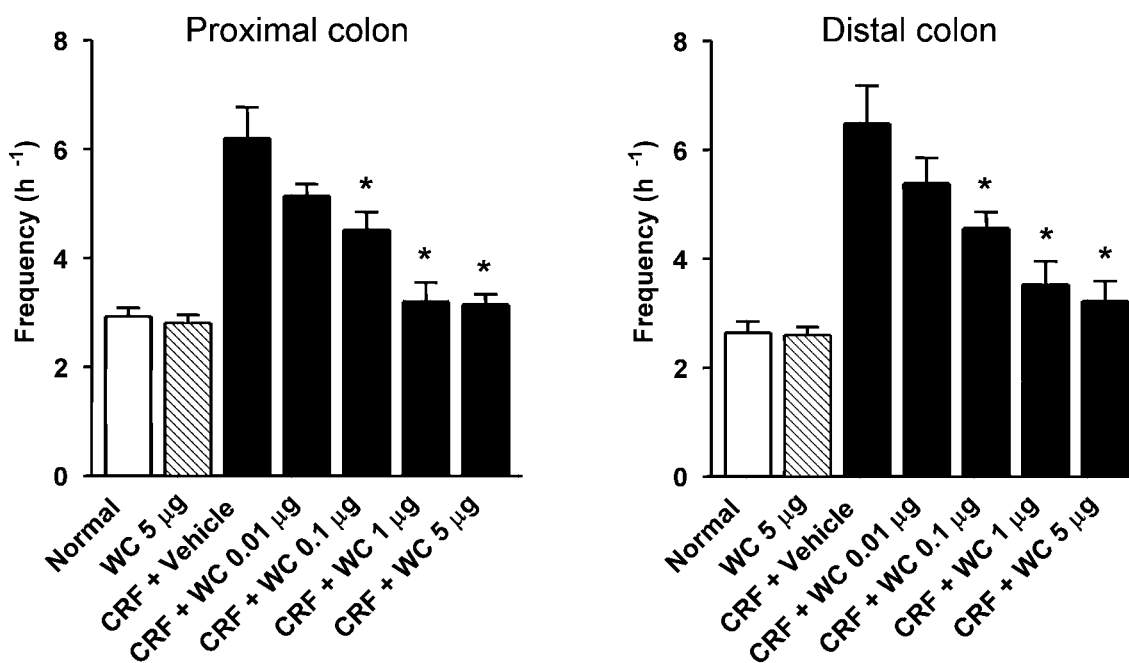 Proximal colon
8
6
4
2
0
Frequency (h -1)
*
*
*
Normal
WC 5 μg
CRF + Vehicle
CRF + WC 0.01 μg
CRF + WC 0.1 μg
CRF + WC 1 μg
CRF + WC 5 μg
Distal colon
8
6
4
2
0
Frequency (h -1)
*
*
*
Normal
WC 5 μg
CRF + Vehicle
CRF + WC 0.01 μg
CRF + WC 0.1 μg
CRF + WC 1 μg
CRF + WC 5 μg